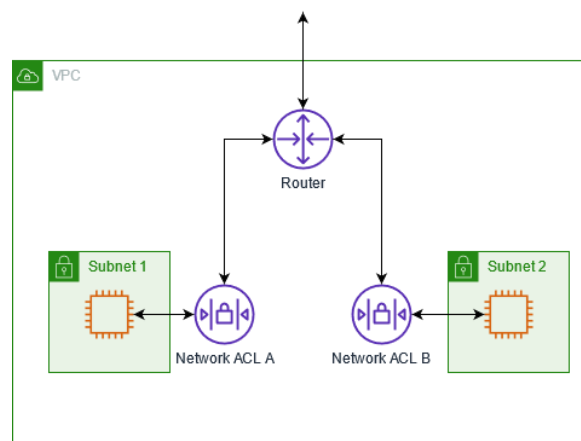 VPC
Router
Subnet 1
Subnet 2
Network ACL A
Network ACL B